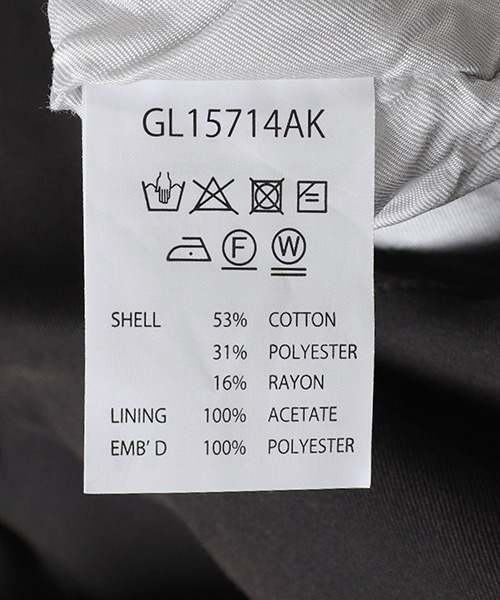 GL15714AK
F W
SHELL 53% COTTON
31% POLYESTER
16% RAYON
LINING 100% ACETATE
EMB' D 100% POLYESTER